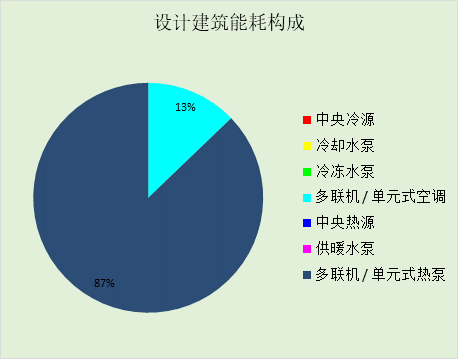 设计建筑能耗构成
13%
87%
中央冷源
冷却水泵
冷冻水泵
多联机/单元式空调
中央热源
供暖水泵
多联机/单元式热泵